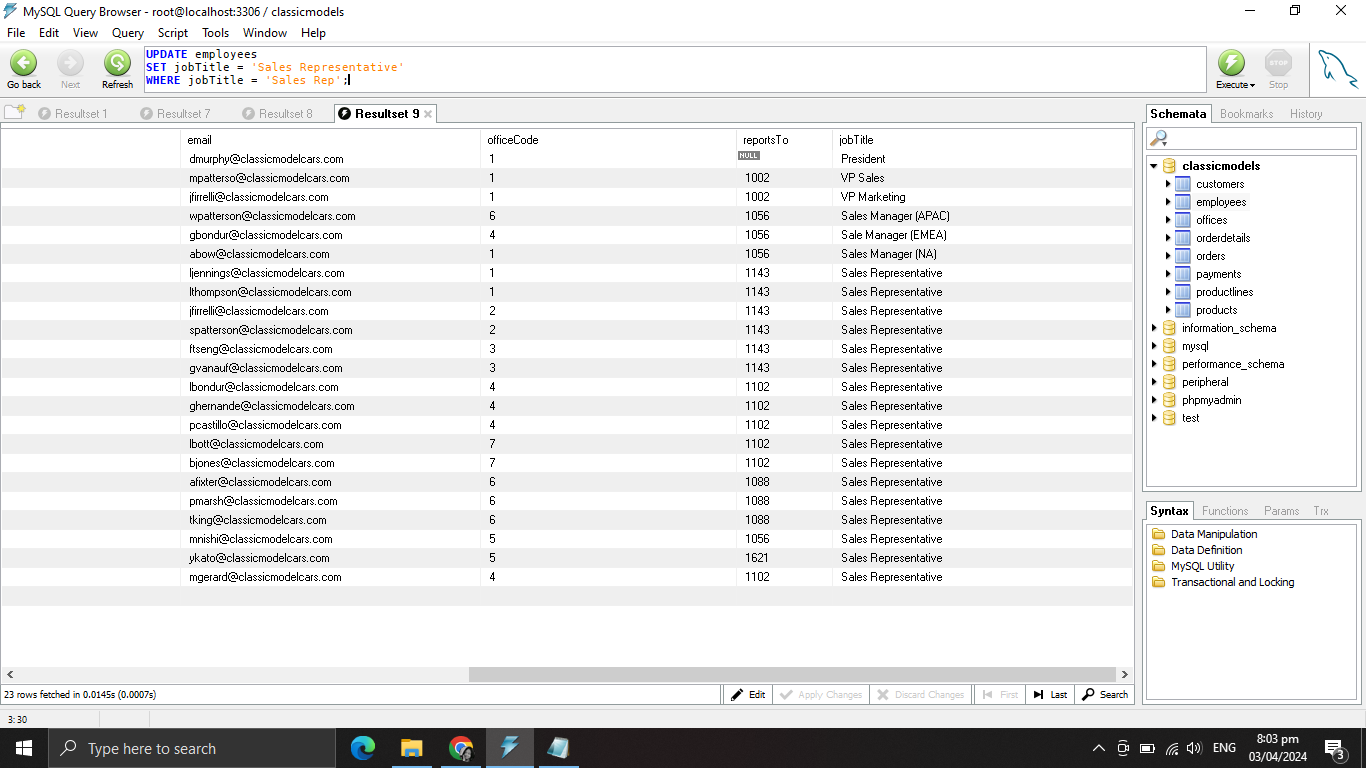 MySQL Query Browser - root@localhost:3306 / classicmodels
File Edit View Query Script Tools Window Help
Go back Next Refresh
UPDATE employees
SET jobTitle = 'Sales Representative'
WHERE jobTitle = 'Sales Rep';
Execute Stop
STOP
Resultset 1 Resultset 7 Resultset 8 Resultset 9
email officeCode reportsTo jobTitle
dmurphy@classicmodelcars.com 1 NULL President
mpatterso@classicmodelcars.com 1 1002 VP Sales
jfirrelli@classicmodelcars.com 1 1002 VP Marketing
wpatterson@classicmodelcars.com 6 1056 Sales Manager (APAC)
gbondur@classicmodelcars.com 4 1056 Sale Manager (EMEA)
abow@classicmodelcars.com 1 1056 Sales Manager (NA)
ljennings@classicmodelcars.com 1 1143 Sales Representative
lthompson@classicmodelcars.com 1 1143 Sales Representative
jfirrelli@classicmodelcars.com 2 1143 Sales Representative
spatterson@classicmodelcars.com 2 1143 Sales Representative
ftseng@classicmodelcars.com 3 1143 Sales Representative
gvanauf@classicmodelcars.com 3 1143 Sales Representative
lbondur@classicmodelcars.com 4 1102 Sales Representative
ghernande@classicmodelcars.com 4 1102 Sales Representative
pcastillo@classicmodelcars.com 4 1102 Sales Representative
lbott@classicmodelcars.com 7 1102 Sales Representative
bjones@classicmodelcars.com 7 1102 Sales Representative
afixter@classicmodelcars.com 6 1088 Sales Representative
pmarsh@classicmodelcars.com 6 1088 Sales Representative
tking@classicmodelcars.com 6 1088 Sales Representative
mnishi@classicmodelcars.com 5 1056 Sales Representative
ykato@classicmodelcars.com 5 1621 Sales Representative
mgerard@classicmodelcars.com 4 1102 Sales Representative
23 rows fetched in 0.0145s (0.0007s)
Edit Apply Changes Discard Changes First Last Search
3: 30
Schemata Bookmarks History
classicmodels
customers
employees
offices
orderdetails
orders
payments
productlines
products
information_schema
mysql
performance_schema
peripheral
phpmyadmin
test
Syntax Functions Params Trx
Data Manipulation
Data Definition
MySQL Utility
Transactional and Locking
Type here to search
ENG
8:03 pm
03/04/2024
3